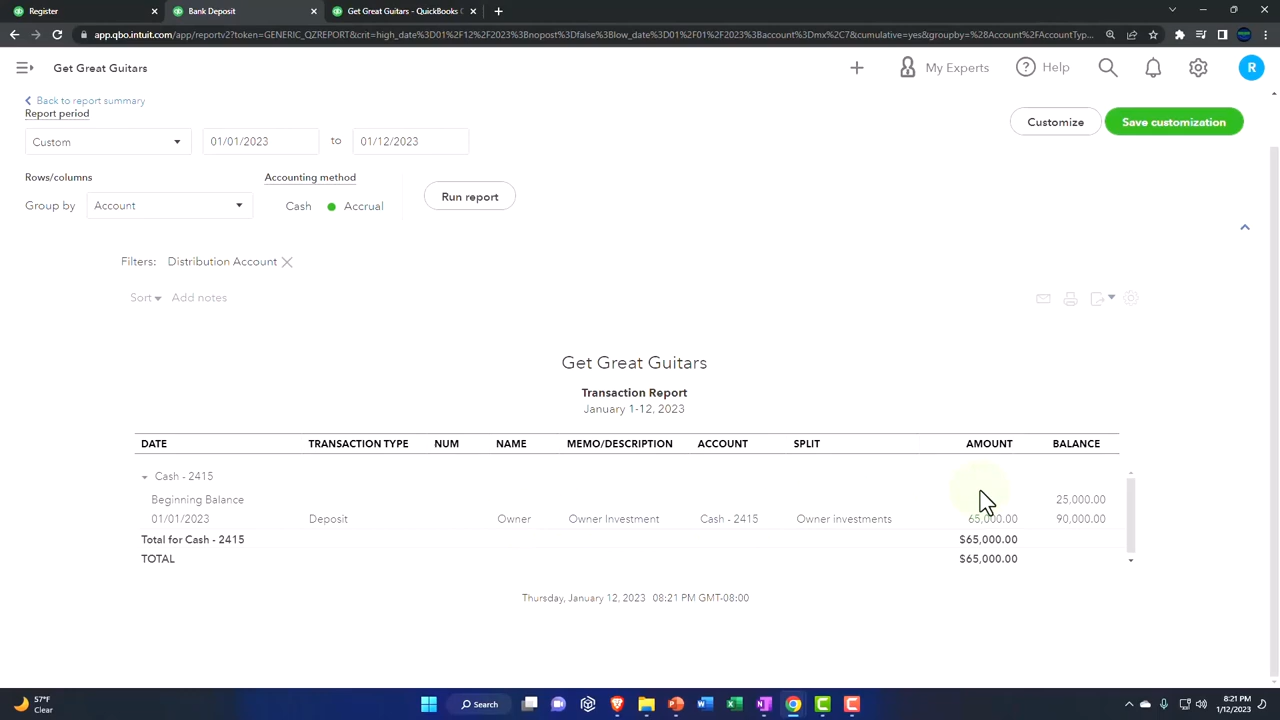 Register
Bank Deposit
Get Great Guitars - QuickBooks
app.qbo.intuit.com/app/reportv2?token=GENERIC_QZREPORT&crit=high_date%3D01%2F12%2F2023%3Bnopost%3Dfalse%3Blow_date%3D01%2F01%2F2023%3Baccount%3Dmx%2C7&cumulative=yes&groupby=%28Account%2FAccountTyp...
Get Great Guitars
My Experts
Help
R
Back to report summary
Report period
Custom
01/01/2023
to
01/12/2023
Customize
Save customization
Rows/columns
Accounting method
Group by
Account
Cash
Accrual
Run report
Filters: Distribution Account
Sort
Add notes
Get Great Guitars
Transaction Report
January 1-12, 2023
DATE TRANSACTION TYPE NUM NAME MEMO/DESCRIPTION ACCOUNT SPLIT AMOUNT BALANCE
Cash - 2415
Beginning Balance 25,000.00
01/01/2023 Deposit Owner Owner Investment Cash - 2415 Owner investments 65,000.00 90,000.00
Total for Cash - 2415 $65,000.00
TOTAL $65,000.00
Thursday, January 12, 2023 08:21 PM GMT-08:00
57°F
Clear
Search
8:21 PM
1/12/2023